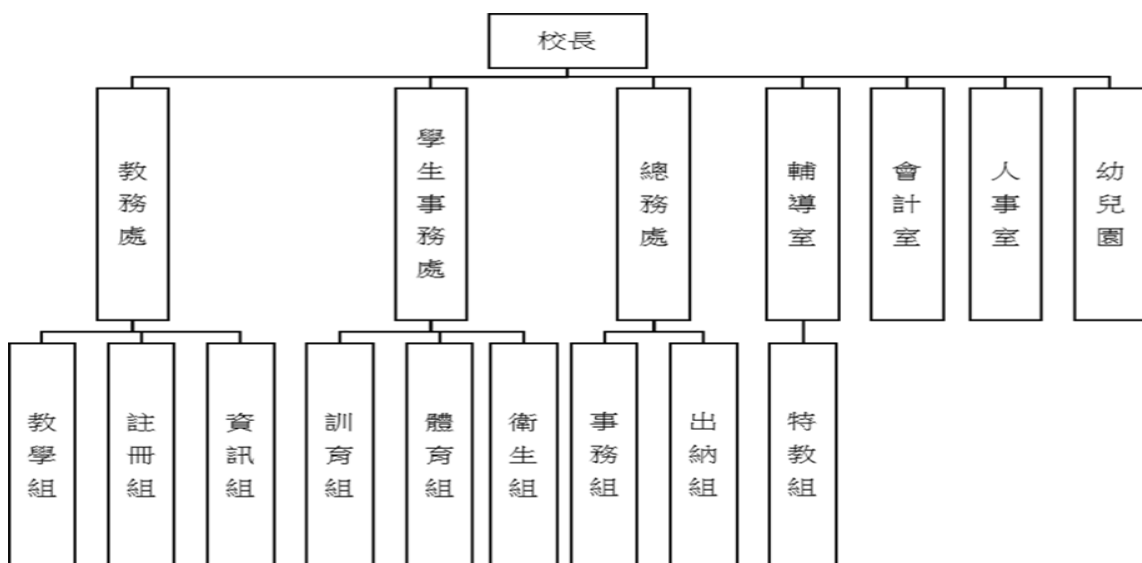 校長
教務處
學生事務處
總務處
輔導室
會計室
人事室
幼兒園
教學組
註冊組
資訊組
訓育組
體育組
衛生組
事務組
出納組
特教組